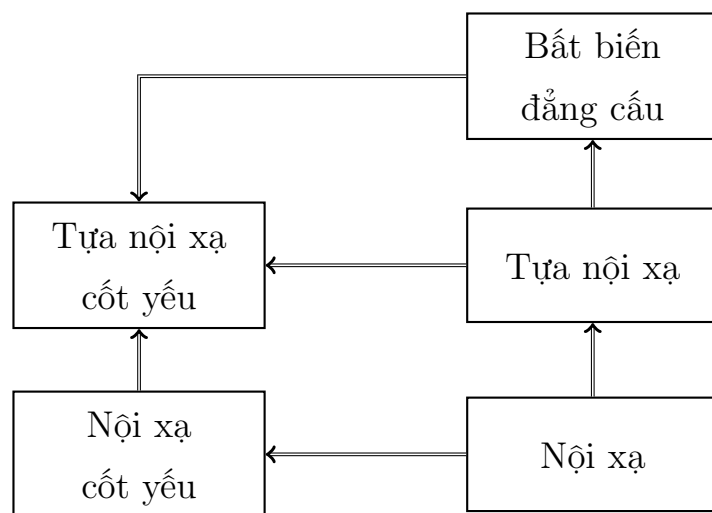 Bất biến
đẳng cấu
Tựa nội xạ
cốt yếu
Tựa nội xạ
Nội xạ
cốt yếu
Nội xạ